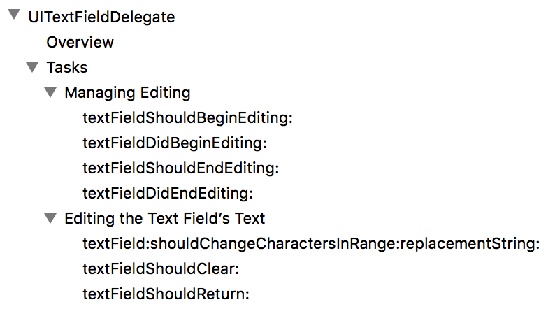 UITextFieldDelegate
Overview
Tasks
Managing Editing
textFieldShouldBeginEditing:
textFieldDidBeginEditing:
textFieldShouldEndEditing:
textFieldDidEndEditing:
Editing the Text Field’s Text
textField:shouldChangeCharactersInRange:replacementString:
textFieldShouldClear:
textFieldShouldReturn: